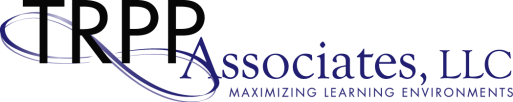 TRPP
Associates, LLC
MAXIMIZING LEARNING ENVIRONMENTS